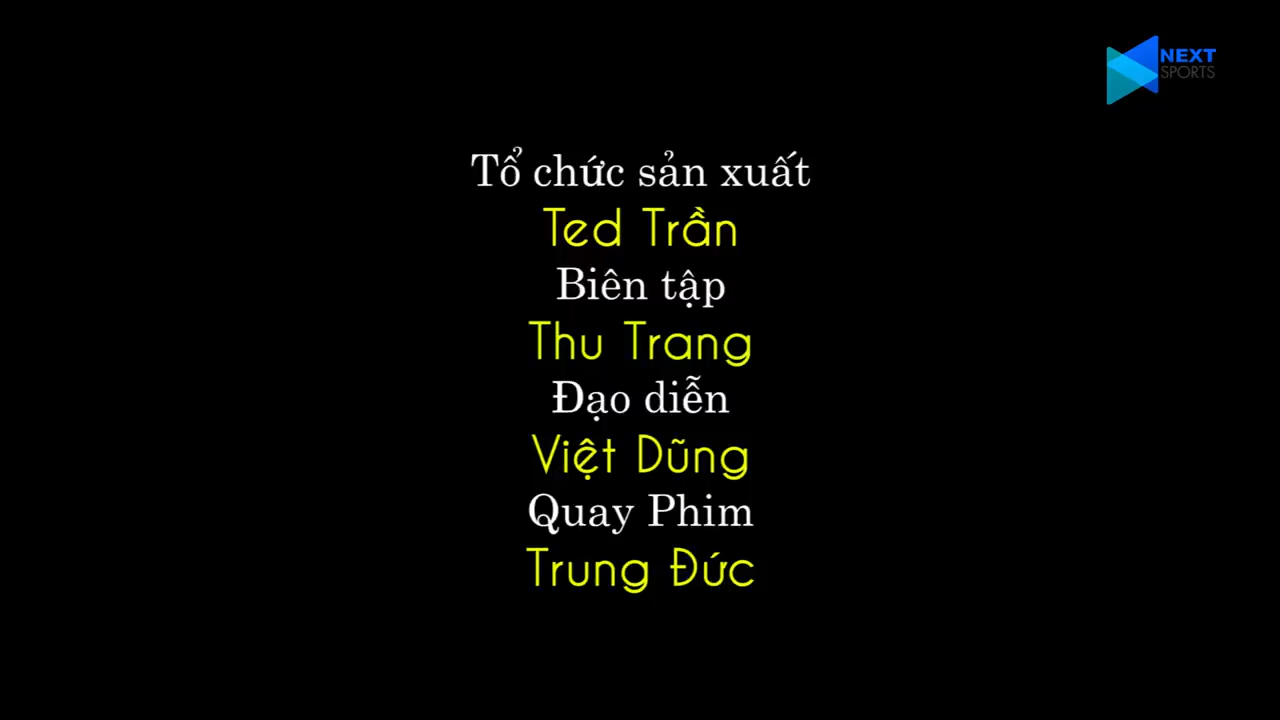 NEXT
SPORTS
Tổ chức sản xuất
Ted Trần
Biên tập
Thu Trang
Đạo diễn
Việt Dũng
Quay Phim
Trung Đức